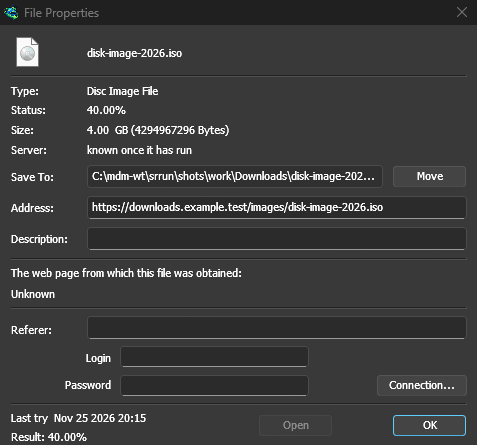 File Properties
disk-image-2026.iso
Type: Disc Image File
Status: 40.00%
Size: 4.00 GB (4294967296 Bytes)
Server: known once it has run
Save To: C:\mdm-wt\srrun\shots\work\Downloads\disk-image-202... Move
Address: https://downloads.example.test/images/disk-image-2026.iso
Description:
The web page from which this file was obtained:
Unknown
Referer:
Login
Password
Connection...
Last try Nov 25 2026 20:15
Open OK
Result: 40.00%